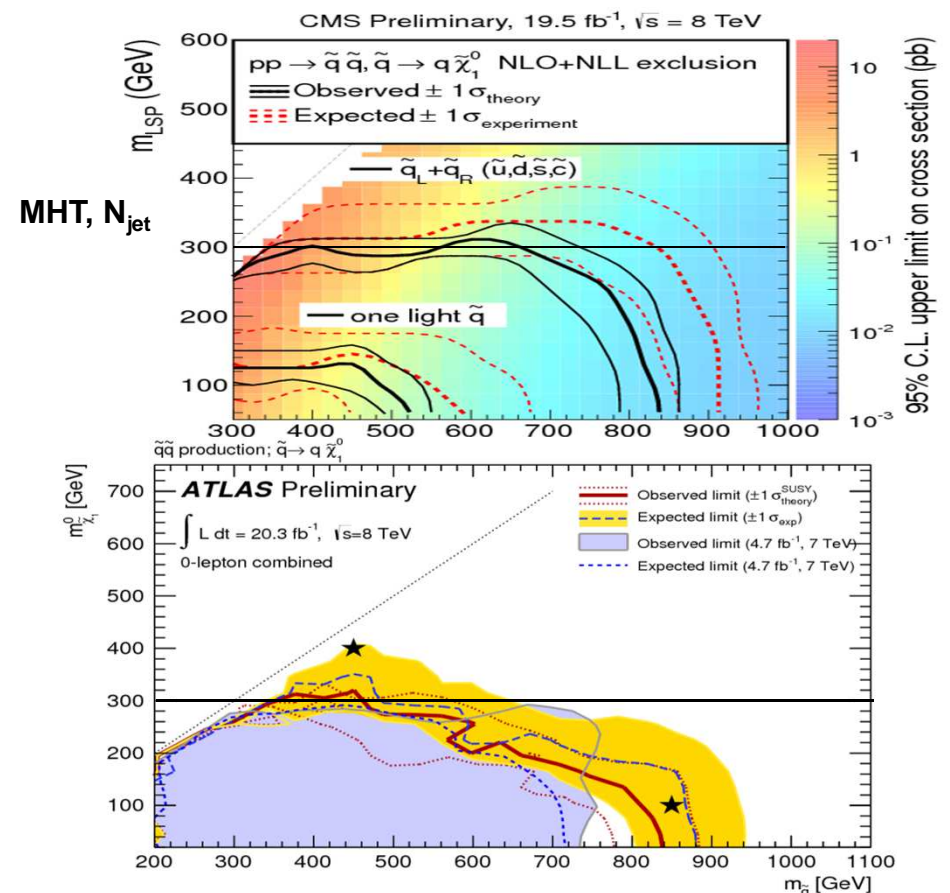 CMS Preliminary, 19.5 fb⁻¹, √s = 8 TeV
pp → q̃ q̃, q̃ → q χ̃⁰₁ NLO+NLL exclusion
Observed ± 1 σ_theory
Expected ± 1 σ_experiment
q̃_L+q̃_R (ũ,d̃,s̃,c̃)
one light q̃
m_LSP (GeV)
600
500
400
300
200
100
300 400 500 600 700 800 900 1000
10
1
10⁻¹
10⁻²
10⁻³
95% C.L. upper limit on cross section (pb)
MHT, N_jet
q̃q̃ production; q̃→ q χ̃⁰₁
ATLAS Preliminary
∫ L dt = 20.3 fb⁻¹, √s=8 TeV
0-lepton combined
Observed limit (±1 σ^SUSY_theory)
Expected limit (±1 σ_exp)
Observed limit (4.7 fb⁻¹, 7 TeV)
Expected limit (4.7 fb⁻¹, 7 TeV)
m_χ̃⁰₁ [GeV]
700
600
500
400
300
200
100
200 300 400 500 600 700 800 900 1000 1100
m_q̃ [GeV]